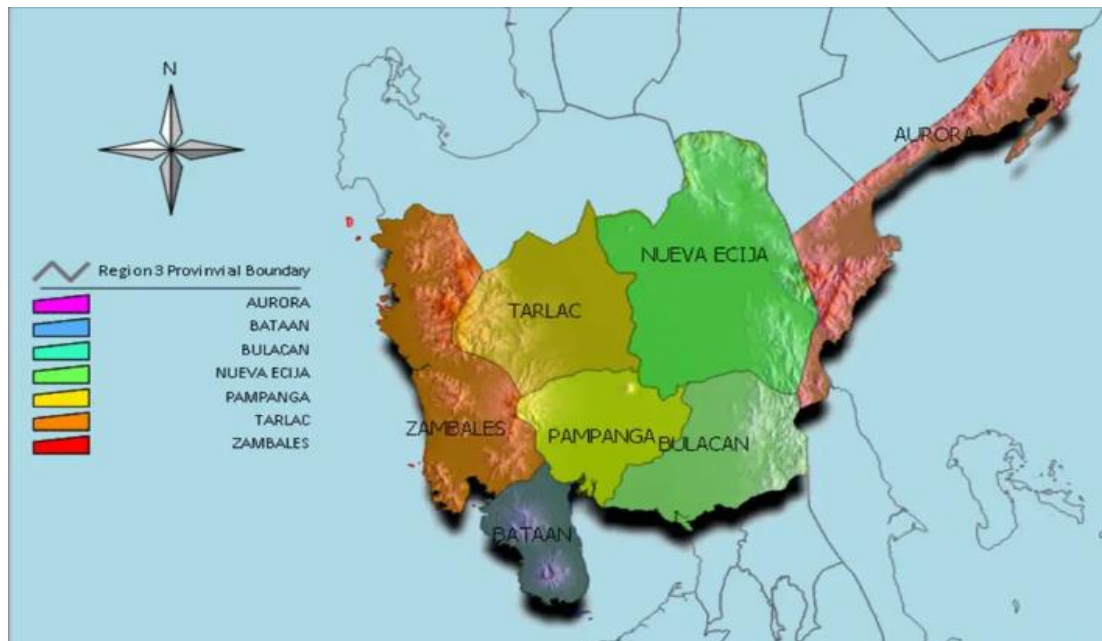 N
Region 3 Provinvial Boundary
AURORA
BATAAN
BULACAN
NUEVA ECIJA
PAMPANGA
TARLAC
ZAMBALES
AURORA
NUEVA ECIJA
TARLAC
ZAMBALES
PAMPANGA
BULACAN
BATAAN